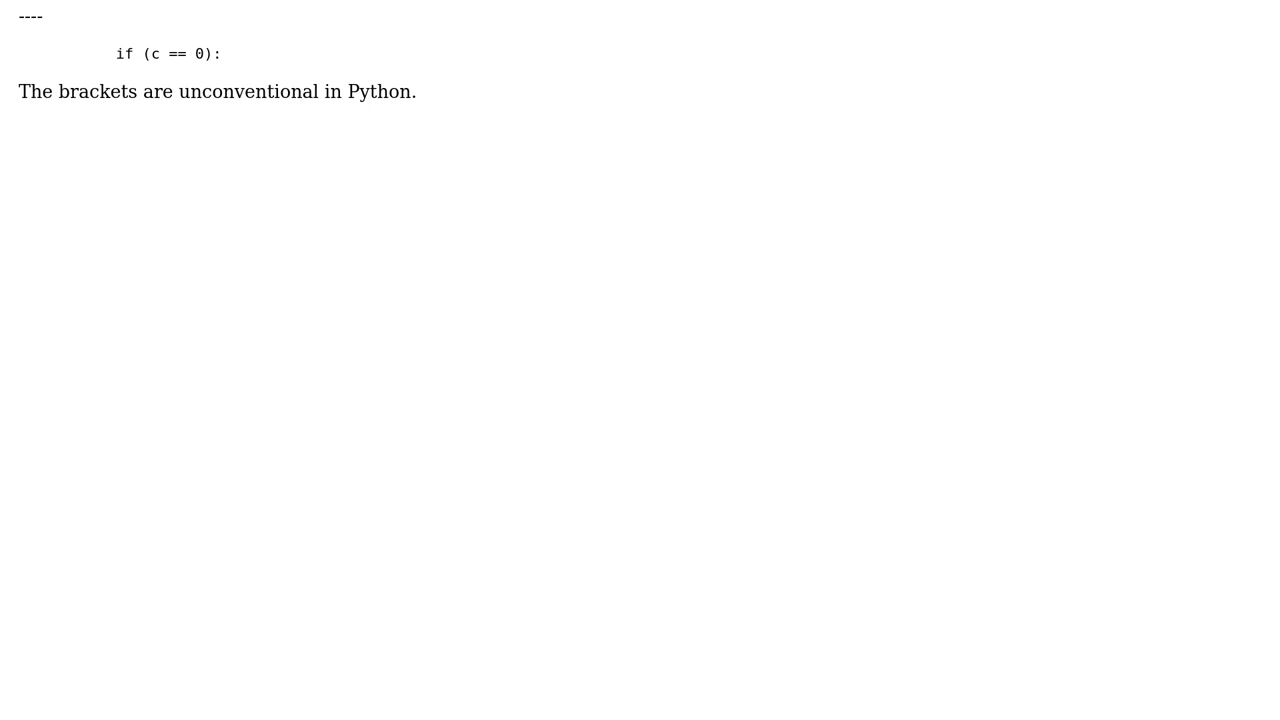 ----
if (c == 0):
The brackets are unconventional in Python.